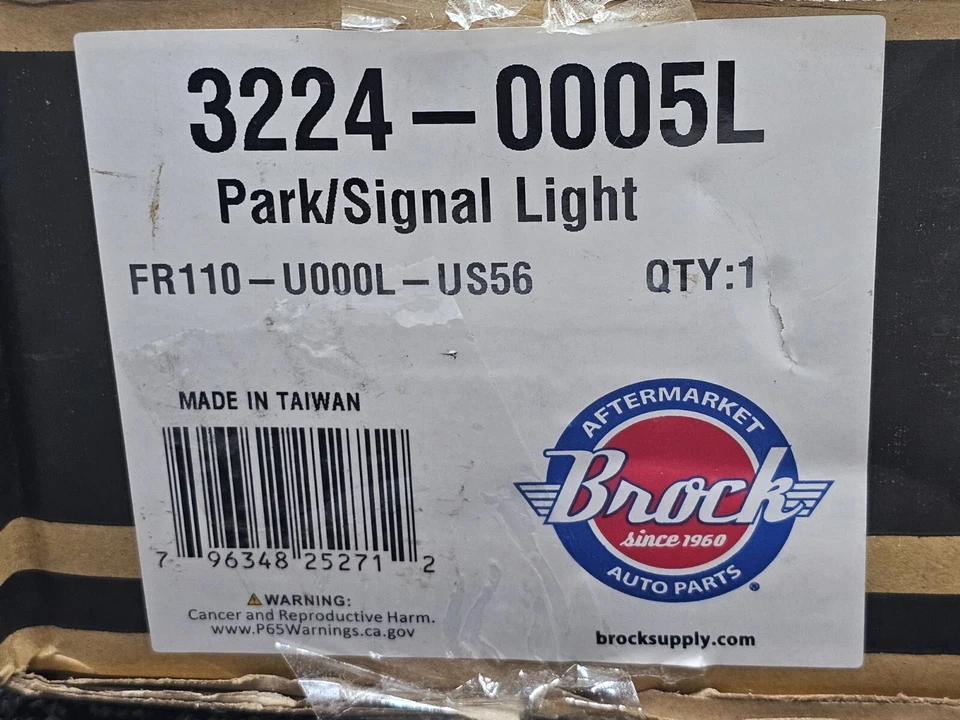 3224-0005L
Park/Signal Light
FR110-U000L-US56 QTY:1
MADE IN TAIWAN
7 96348 25271 2
⚠WARNING:
Cancer and Reproductive Harm.
www.P65Warnings.ca.gov
AFTERMARKET
Brock
since 1960
AUTO PARTS®
brocksupply.com